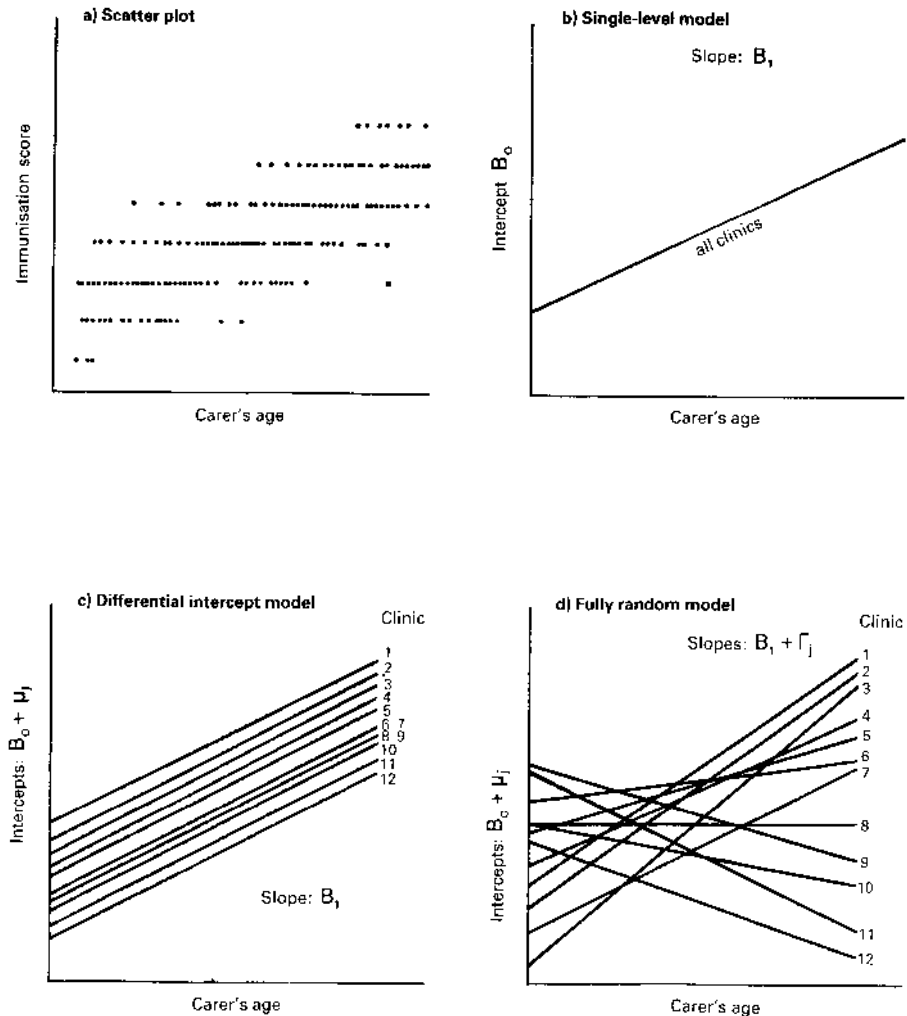 a) Scatter plot
Immunisation score
Carer's age
b) Single-level model
Slope: B₁
Intercept B₀
all clinics
Carer's age
c) Differential intercept model
Clinic
Intercepts: B₀ + μⱼ
1
2
3
4
5
6 7
8 9
10
11
12
Slope: B₁
Carer's age
d) Fully random model
Clinic
Slopes: B₁ + Γⱼ
Intercepts: B₀ + μⱼ
1
2
3
4
5
6
7
8
9
10
11
12
Carer's age